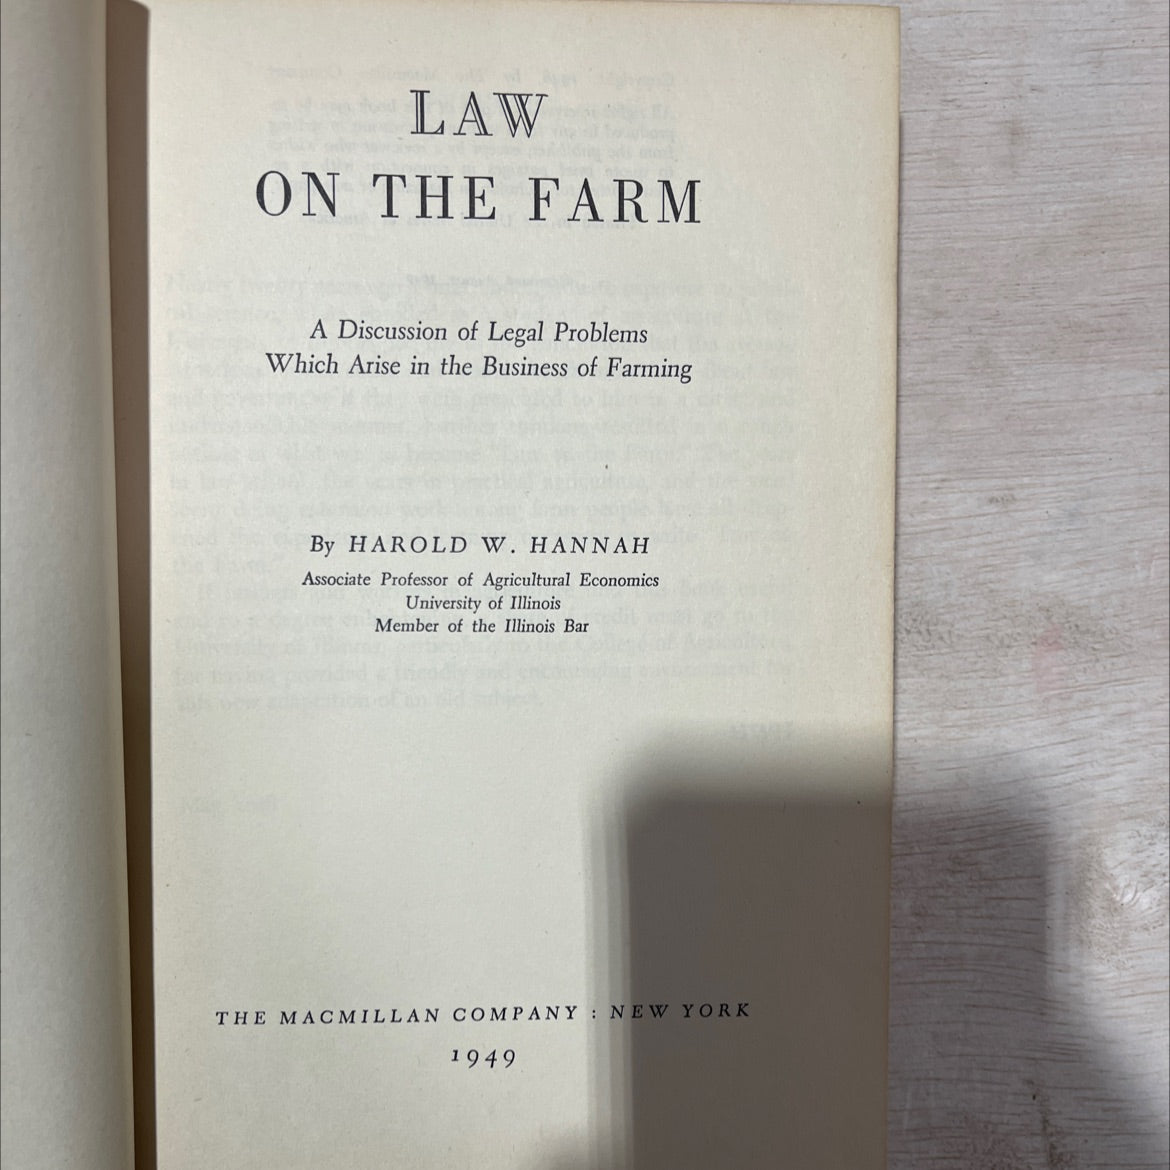 LAW
ON THE FARM
A Discussion of Legal Problems
Which Arise in the Business of Farming
By HAROLD W. HANNAH
Associate Professor of Agricultural Economics
University of Illinois
Member of the Illinois Bar
THE MACMILLAN COMPANY : NEW YORK
1949